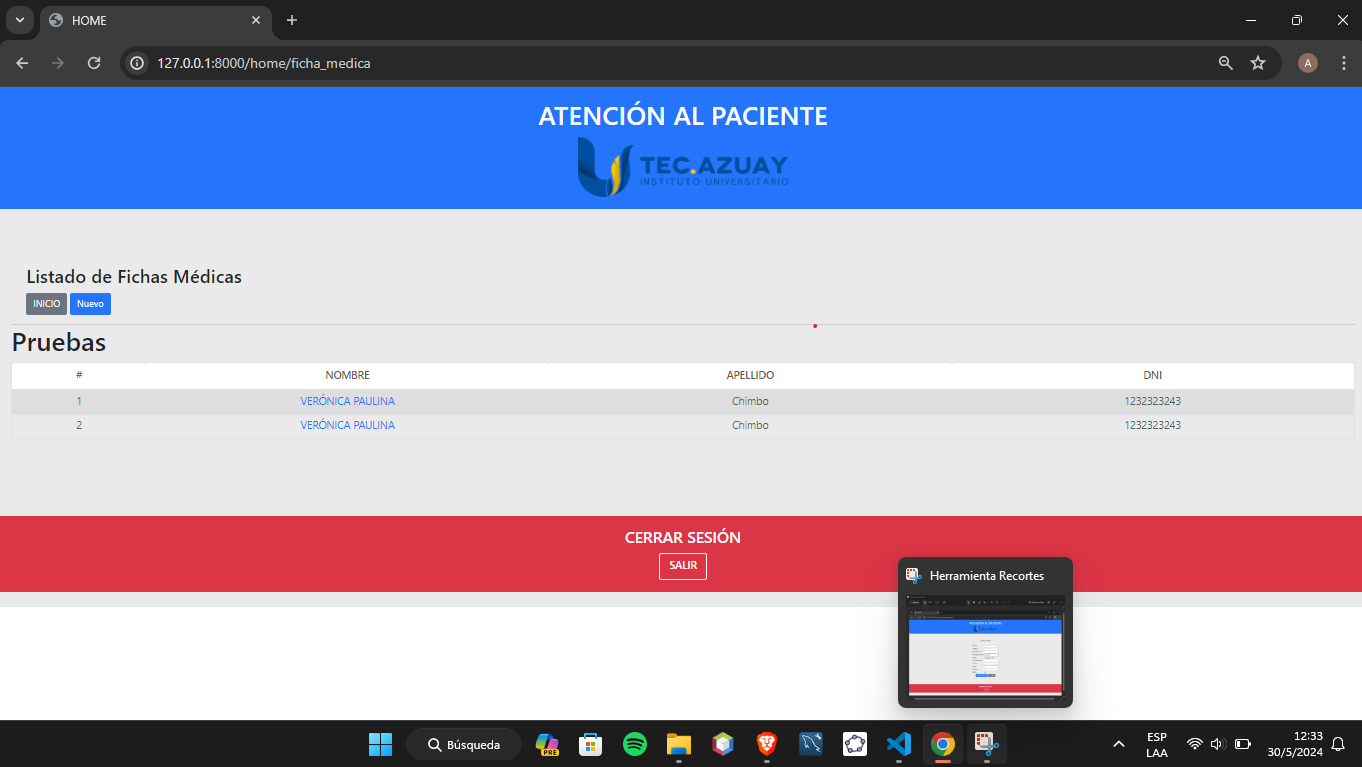 HOME
127.0.0.1:8000/home/ficha_medica
A
ATENCIÓN AL PACIENTE
TEC.AZUAY
INSTITUTO UNIVERSITARIO
Listado de Fichas Médicas
INICIO Nuevo
Pruebas
# NOMBRE APELLIDO DNI
1 VERÓNICA PAULINA Chimbo 1232323243
2 VERÓNICA PAULINA Chimbo 1232323243
CERRAR SESIÓN
SALIR
Herramienta Recortes
Búsqueda
PRE
ESP
LAA
12:33
30/5/2024